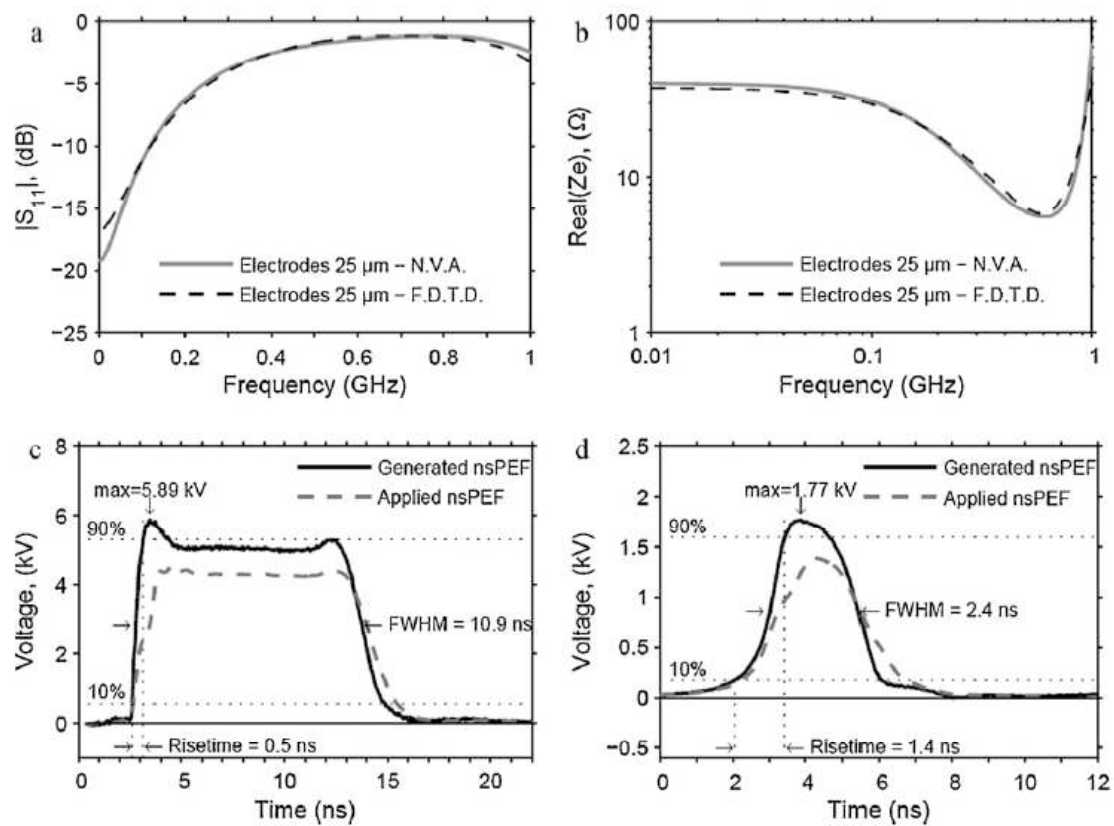 a
0
−5
−10
−15
−20
−25
|S11|, (dB)
Electrodes 25 µm – N.V.A.
Electrodes 25 µm – F.D.T.D.
0 0.2 0.4 0.6 0.8 1
Frequency (GHz)
b
100
10
1
Real(Ze), (Ω)
Electrodes 25 µm – N.V.A.
Electrodes 25 µm – F.D.T.D.
0.01 0.1 1
Frequency (GHz)
c
8
6
4
2
0
Voltage, (kV)
Generated nsPEF
Applied nsPEF
max=5.89 kV
90%
FWHM = 10.9 ns
10%
Risetime = 0.5 ns
0 5 10 15 20
Time (ns)
d
2.5
2
1.5
1
0.5
0
−0.5
Voltage, (kV)
Generated nsPEF
Applied nsPEF
max=1.77 kV
90%
FWHM = 2.4 ns
10%
Risetime = 1.4 ns
0 2 4 6 8 10 12
Time (ns)